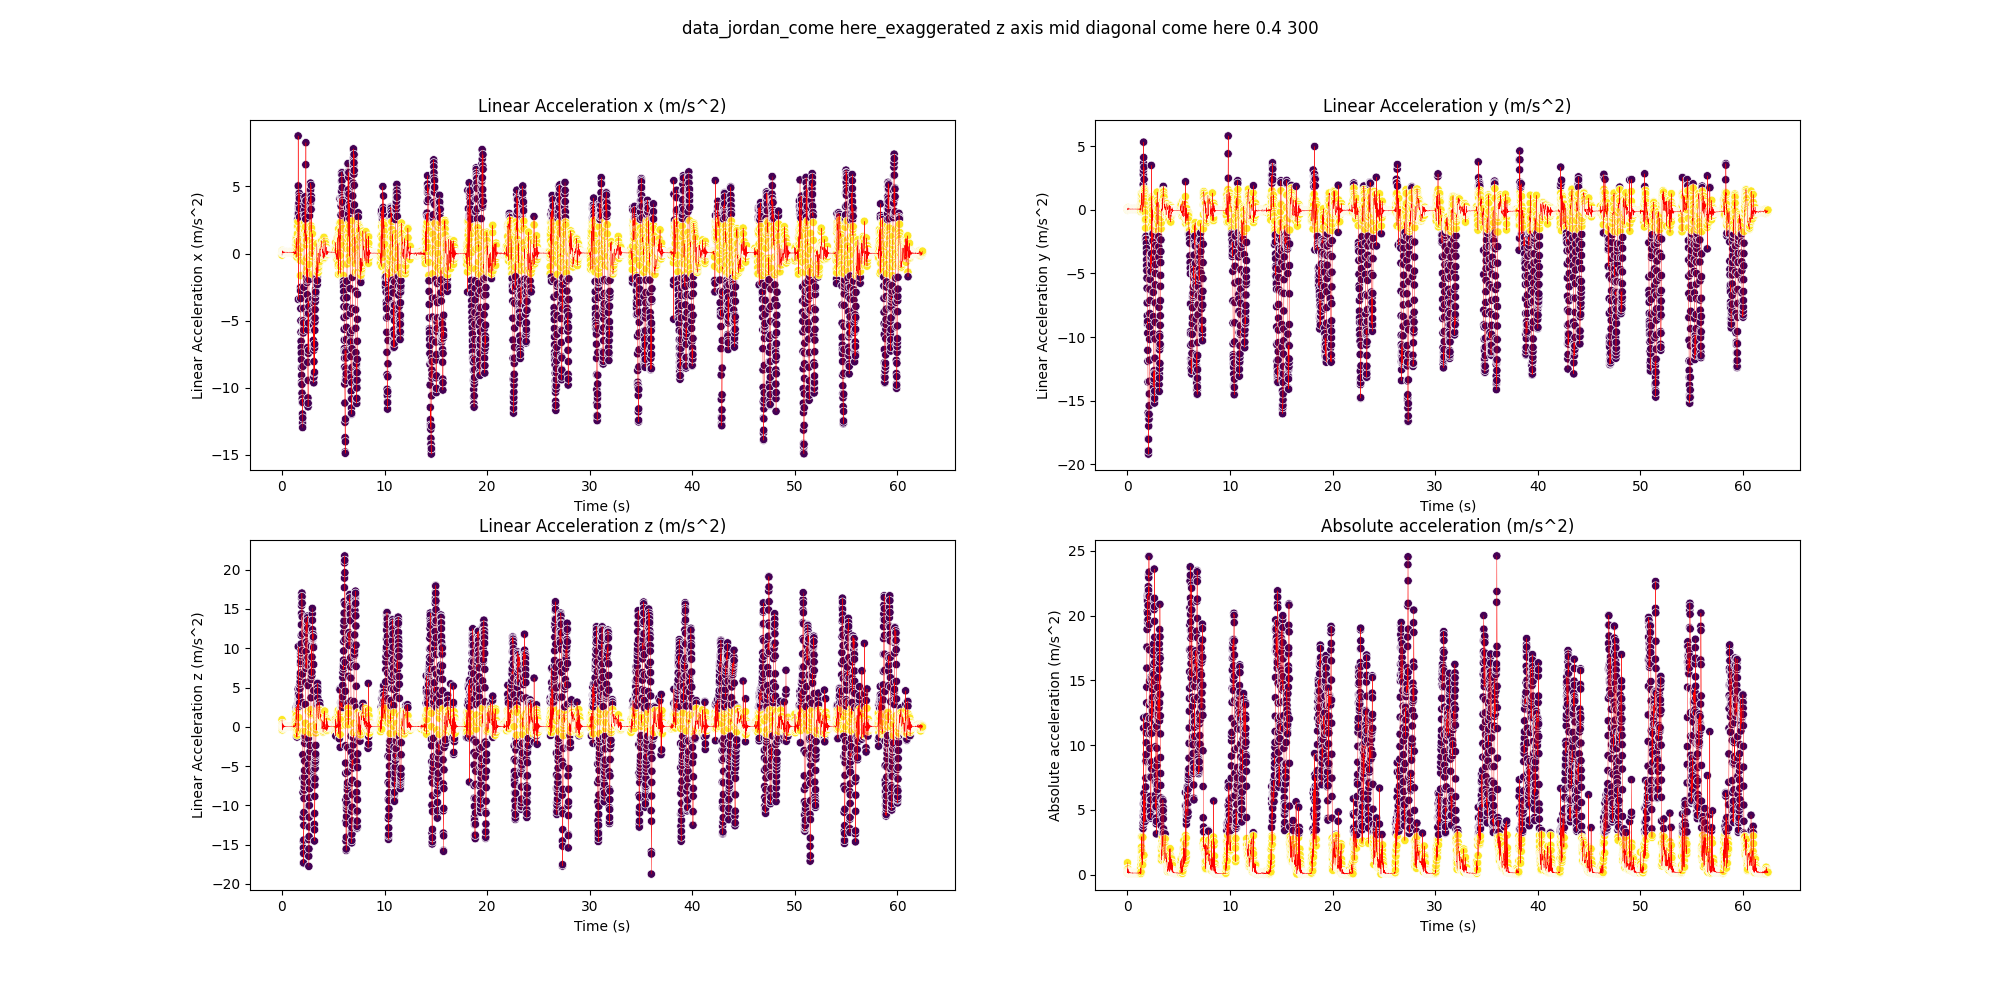 data_jordan_come here_exaggerated z axis mid diagonal come here 0.4 300
Linear Acceleration x (m/s^2)
Linear Acceleration x (m/s^2)
5
0
−5
−10
−15
0 10 20 30 40 50 60
Time (s)
Linear Acceleration y (m/s^2)
Linear Acceleration y (m/s^2)
5
0
−5
−10
−15
−20
0 10 20 30 40 50 60
Time (s)
Linear Acceleration z (m/s^2)
Linear Acceleration z (m/s^2)
20
15
10
5
0
−5
−10
−15
−20
0 10 20 30 40 50 60
Time (s)
Absolute acceleration (m/s^2)
Absolute acceleration (m/s^2)
25
20
15
10
5
0
0 10 20 30 40 50 60
Time (s)